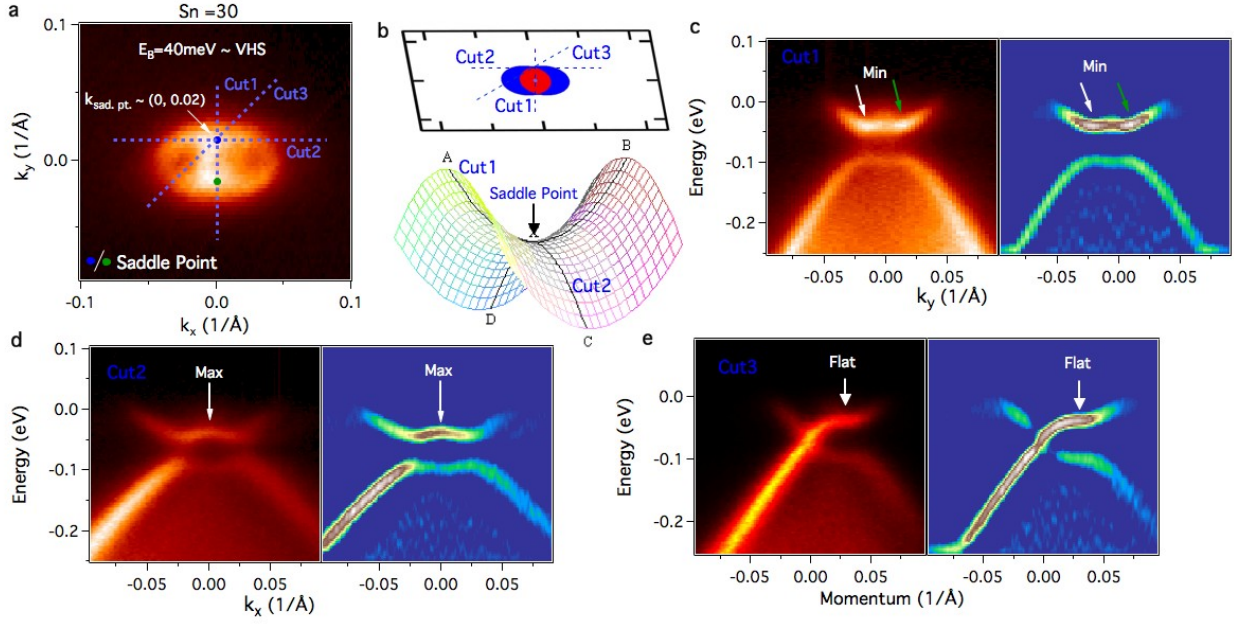 a
Sn =30
0.1
0.0
-0.1
k_y (1/Å)
E_B=40meV ~ VHS
Cut1
Cut3
k_sad. pt. ~ (0, 0.02)
Cut2
/ Saddle Point
-0.1
0.0
0.1
k_x (1/Å)
b
Cut2
Cut3
Cut1
A
Cut1
B
Saddle Point
Cut2
D
C
c
0.1
0.0
-0.1
-0.2
Energy (eV)
Cut1
Min
Min
-0.05
0.00
0.05
-0.05
0.00
0.05
k_y (1/Å)
d
0.1
0.0
-0.1
-0.2
Energy (eV)
Cut2
Max
Max
-0.05
0.00
0.05
-0.05
0.00
0.05
k_x (1/Å)
e
0.1
0.0
-0.1
-0.2
Energy (eV)
Cut3
Flat
Flat
-0.05
0.00
0.05
-0.05
0.00
0.05
Momentum (1/Å)